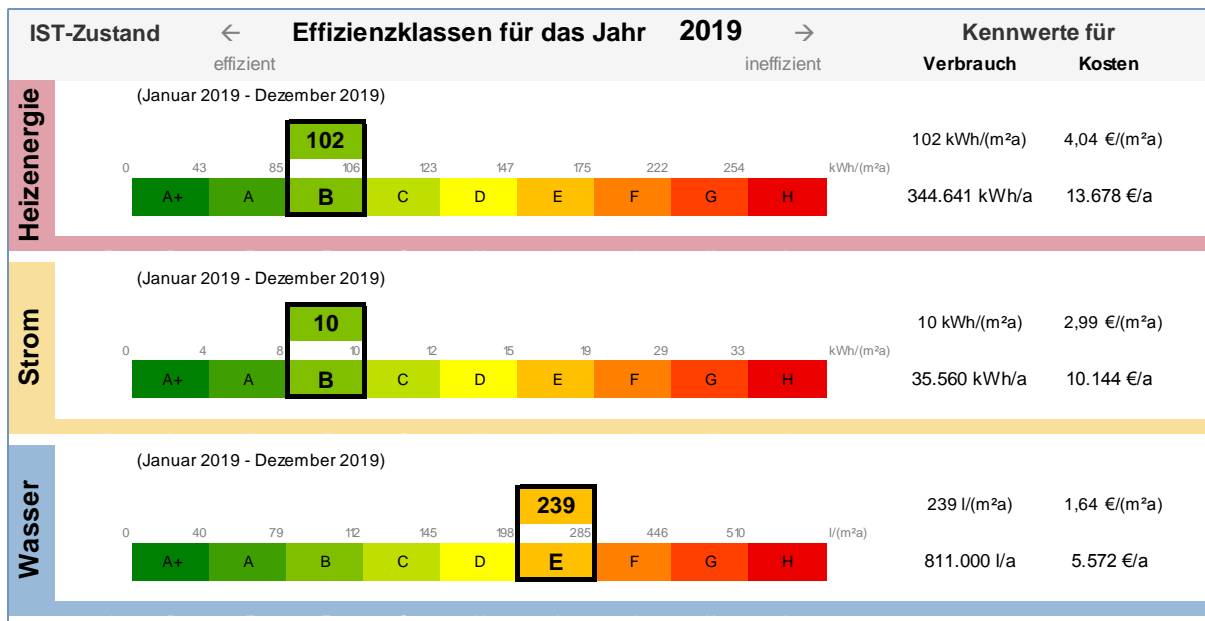 IST-Zustand ← Effizienzklassen für das Jahr 2019 → Kennwerte für
effizient ineffizient Verbrauch Kosten
Heizenergie
(Januar 2019 - Dezember 2019)
102
102 kWh/(m²a) 4,04 €/(m²a)
0 43 85 106 123 147 175 222 254 kWh/(m²a)
A+ A B C D E F G H
344.641 kWh/a 13.678 €/a
Strom
(Januar 2019 - Dezember 2019)
10
10 kWh/(m²a) 2,99 €/(m²a)
0 4 8 10 12 15 19 29 33 kWh/(m²a)
A+ A B C D E F G H
35.560 kWh/a 10.144 €/a
Wasser
(Januar 2019 - Dezember 2019)
239
239 l/(m²a) 1,64 €/(m²a)
0 40 79 112 145 198 285 446 510 l/(m²a)
A+ A B C D E F G H
811.000 l/a 5.572 €/a